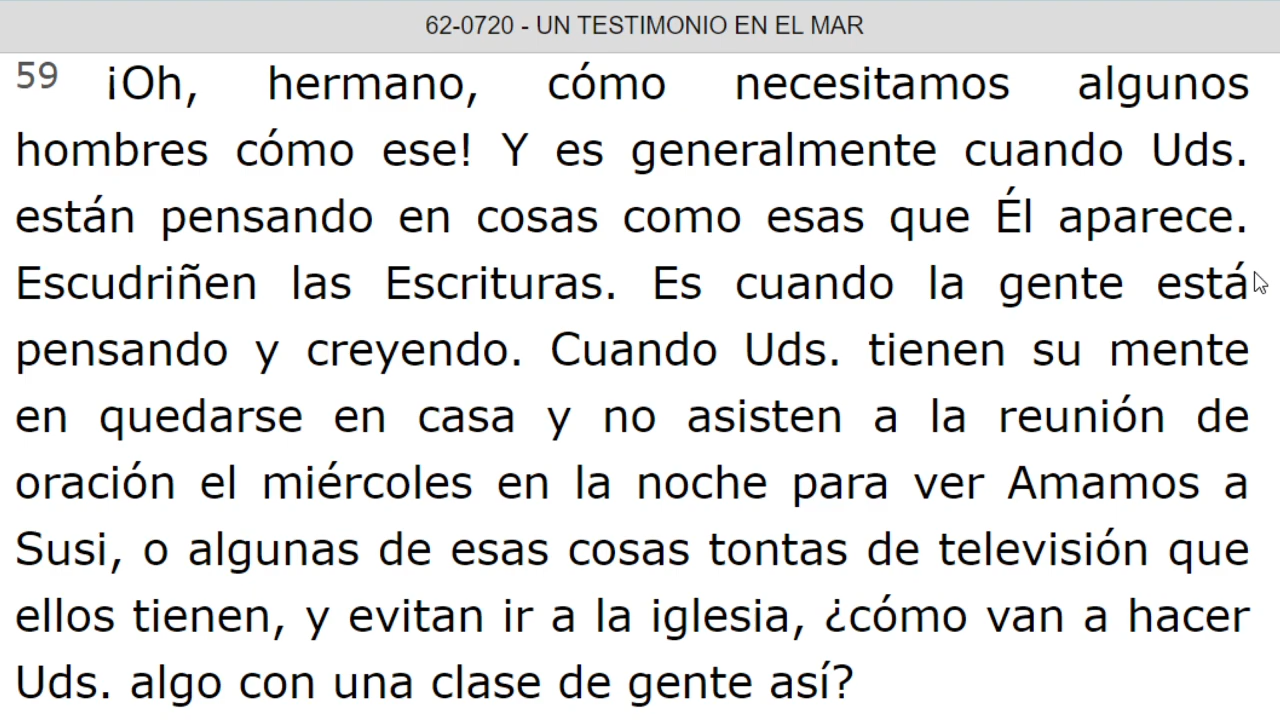 62-0720 - UN TESTIMONIO EN EL MAR
59 ¡Oh, hermano, cómo necesitamos algunos
hombres cómo ese! Y es generalmente cuando Uds.
están pensando en cosas como esas que Él aparece.
Escudriñen las Escrituras. Es cuando la gente está
pensando y creyendo. Cuando Uds. tienen su mente
en quedarse en casa y no asisten a la reunión de
oración el miércoles en la noche para ver Amamos a
Susi, o algunas de esas cosas tontas de televisión que
ellos tienen, y evitan ir a la iglesia, ¿cómo van a hacer
Uds. algo con una clase de gente así?